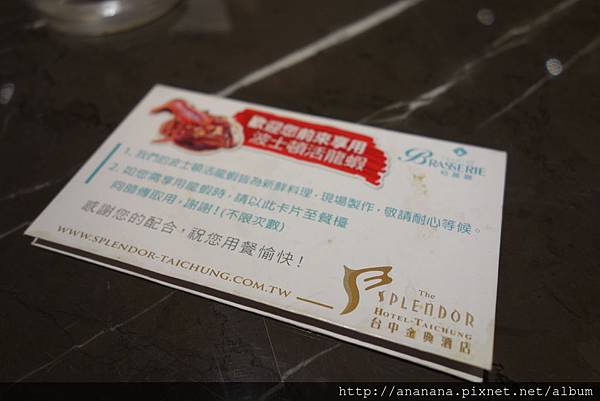 歡迎您前來享用
波士頓活龍蝦
BRASSERIE
栢麗廳
1. 我們的波士頓活龍蝦皆為新鮮料理,現場製作,敬請耐心等候。
2. 如您需享用龍蝦時,請以此卡片至餐檯
向師傅取用,謝謝!(不限次數)
感謝您的配合,祝您用餐愉快!
WWW.SPLENDOR-TAICHUNG.COM.TW
The
SPLENDOR
HOTEL-TAICHUNG
台中金典酒店
http://ananana.pixnet.net/album